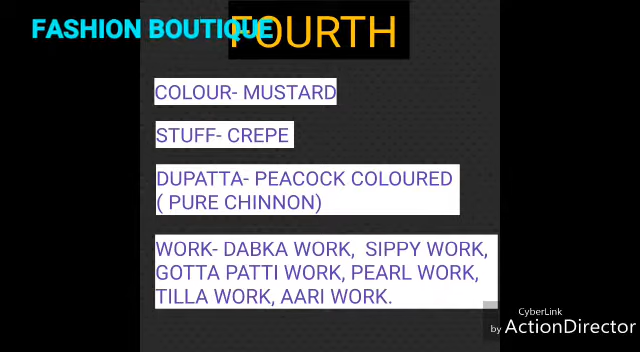 FASHION BOUTIQUE
FOURTH
COLOUR- MUSTARD
STUFF- CREPE
DUPATTA- PEACOCK COLOURED
( PURE CHINNON)
WORK- DABKA WORK, SIPPY WORK,
GOTTA PATTI WORK, PEARL WORK,
TILLA WORK, AARI WORK.
CyberLink
by ActionDirector